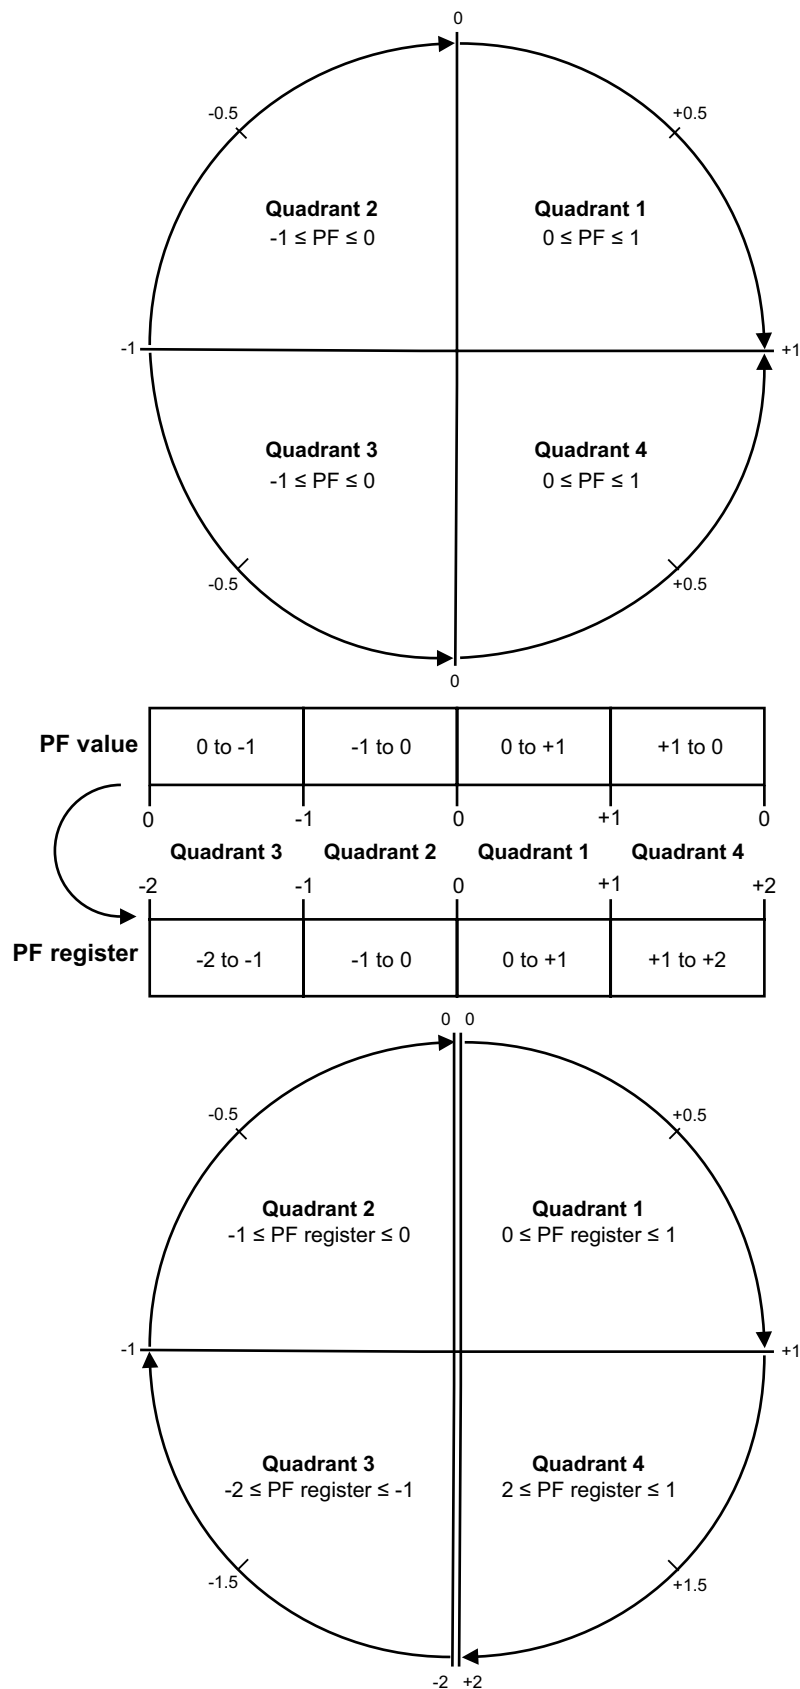 0
-0.5
+0.5
Quadrant 2
-1 ≤ PF ≤ 0
Quadrant 1
0 ≤ PF ≤ 1
-1
+1
Quadrant 3
-1 ≤ PF ≤ 0
Quadrant 4
0 ≤ PF ≤ 1
-0.5
+0.5
0
PF value
0 to -1
-1 to 0
0 to +1
+1 to 0
0
-1
0
+1
0
Quadrant 3
Quadrant 2
Quadrant 1
Quadrant 4
-2
-1
0
+1
+2
PF register
-2 to -1
-1 to 0
0 to +1
+1 to +2
0 0
-0.5
+0.5
Quadrant 2
-1 ≤ PF register ≤ 0
Quadrant 1
0 ≤ PF register ≤ 1
-1
+1
Quadrant 3
-2 ≤ PF register ≤ -1
Quadrant 4
2 ≤ PF register ≤ 1
-1.5
+1.5
-2 +2